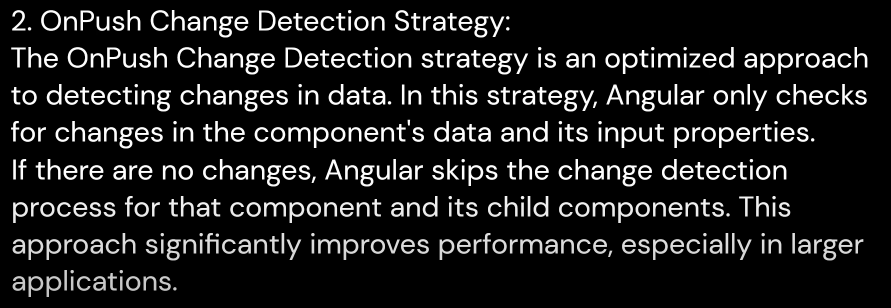 2. OnPush Change Detection Strategy:
The OnPush Change Detection strategy is an optimized approach
to detecting changes in data. In this strategy, Angular only checks
for changes in the component's data and its input properties.
If there are no changes, Angular skips the change detection
process for that component and its child components. This
approach significantly improves performance, especially in larger
applications.